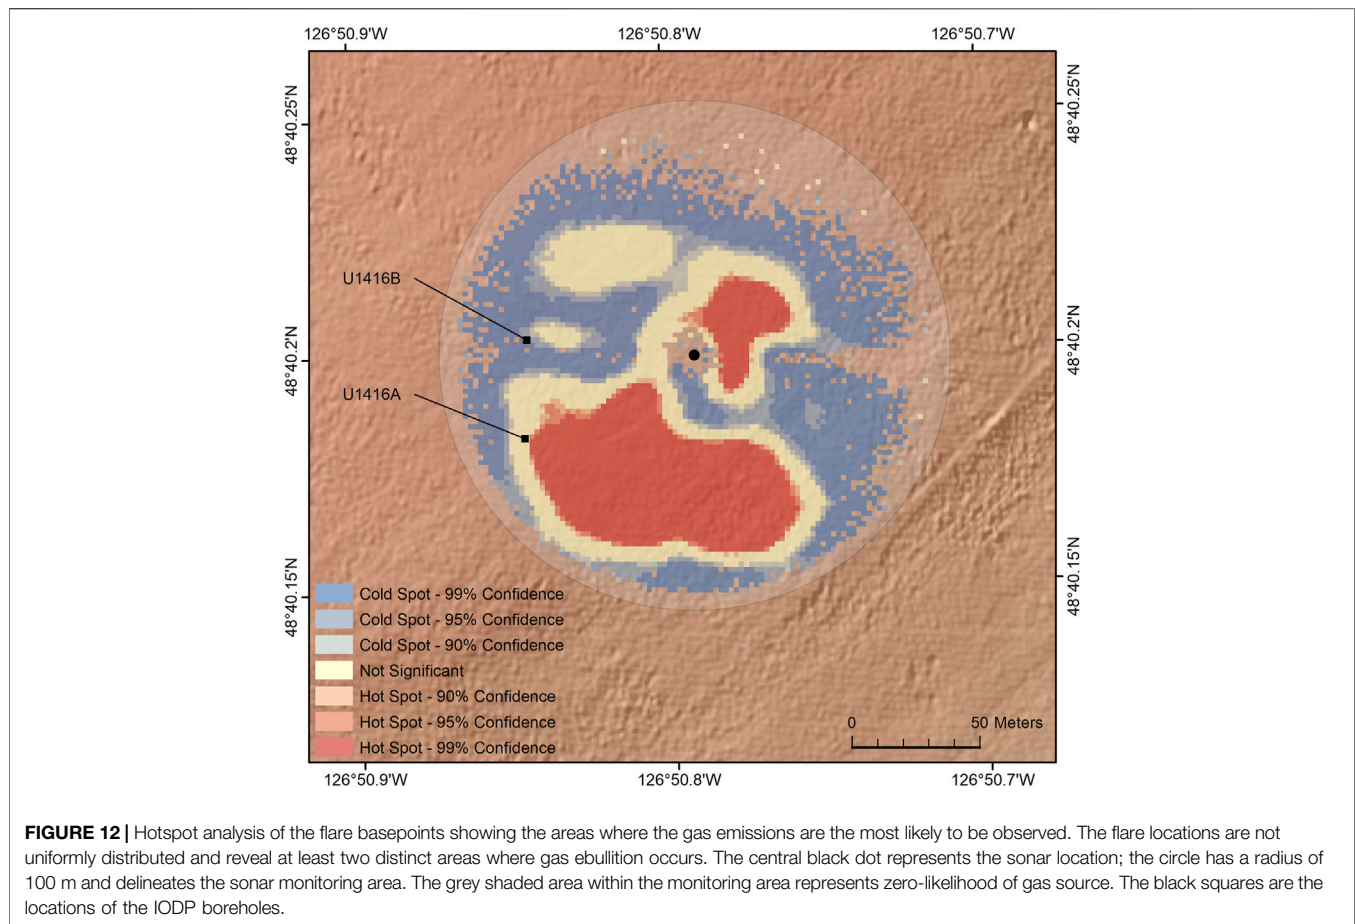 126°50.9'W 126°50.8'W 126°50.7'W
48°40.25'N
48°40.25'N
U1416B
48°40.2'N
48°40.2'N
U1416A
48°40.15'N
48°40.15'N
Cold Spot - 99% Confidence
Cold Spot - 95% Confidence
Cold Spot - 90% Confidence
Not Significant
Hot Spot - 90% Confidence
Hot Spot - 95% Confidence
Hot Spot - 99% Confidence
0 50 Meters
126°50.9'W 126°50.8'W 126°50.7'W
FIGURE 12 | Hotspot analysis of the flare basepoints showing the areas where the gas emissions are the most likely to be observed. The flare locations are not
uniformly distributed and reveal at least two distinct areas where gas ebullition occurs. The central black dot represents the sonar location; the circle has a radius of
100 m and delineates the sonar monitoring area. The grey shaded area within the monitoring area represents zero-likelihood of gas source. The black squares are the
locations of the IODP boreholes.